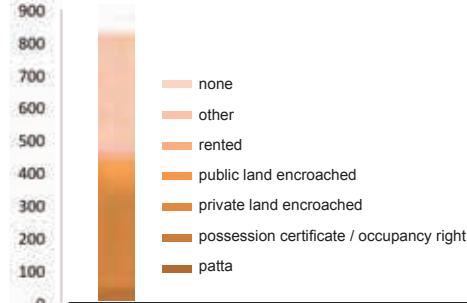 900
800
700
600
500
400
300
200
100
0
none
other
rented
public land encroached
private land encroached
possession certificate / occupancy right
patta